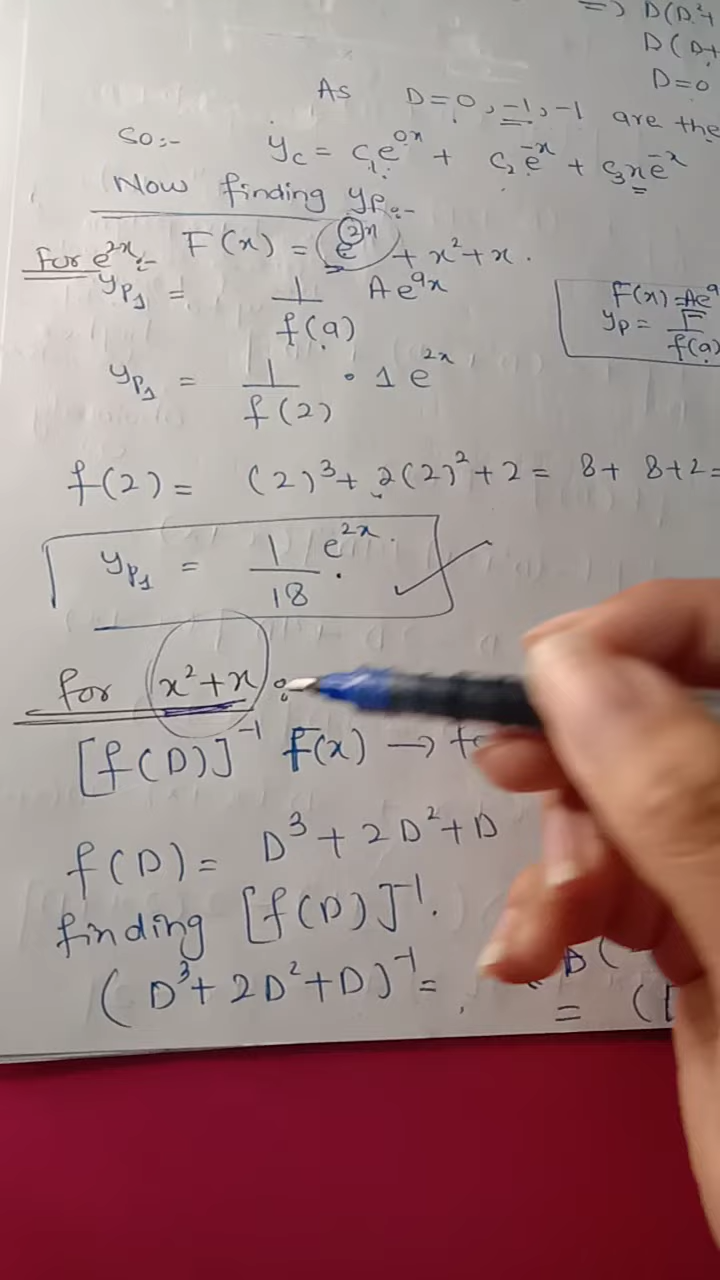 => D(D²+
D(D+
D=0
As D=0, -1, -1 are the
SO:- yc = c₁e^0x + c₂e^-x + c₃xe^-x
Now finding yp:-
For e^2x:- F(x) = e^2x + x² + x.
yp₁ = 1/f(a) Ae^ax
F(x)=Ae^a
yp = F/f(a)
yp₁ = 1/f(2) · 1 e^2x
f(2) = (2)³ + 2(2)² + 2 = 8 + 8 + 2 =
yp₁ = 1/18 · e^2x.
for (x²+x) :
[f(D)]⁻¹ F(x) →
f(D) = D³ + 2D² + D
finding [f(D)]⁻¹.
(D³ + 2D² + D)⁻¹ =
D(
= (